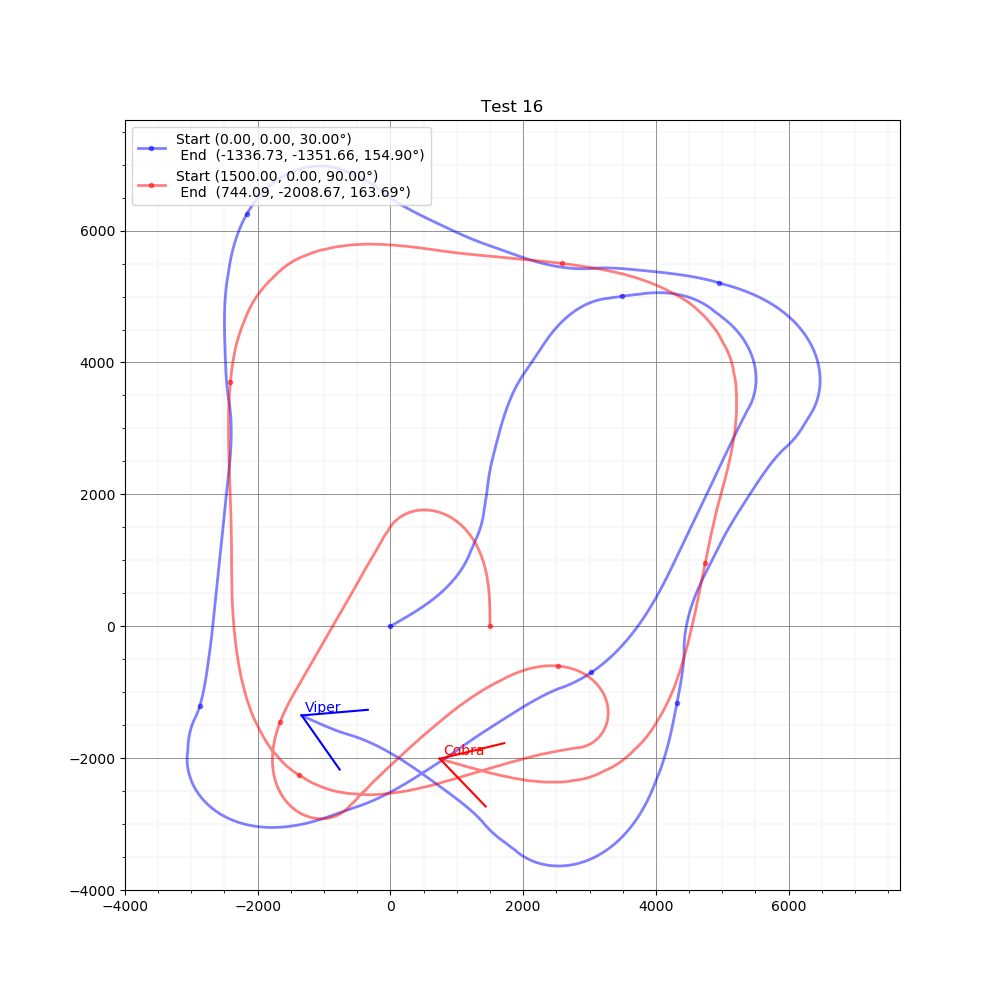 Test 16
Start (0.00, 0.00, 30.00°)
End (-1336.73, -1351.66, 154.90°)
Start (1500.00, 0.00, 90.00°)
End (744.09, -2008.67, 163.69°)
6000
4000
2000
0
−2000
−4000
Viper
Cobra
−4000 −2000 0 2000 4000 6000